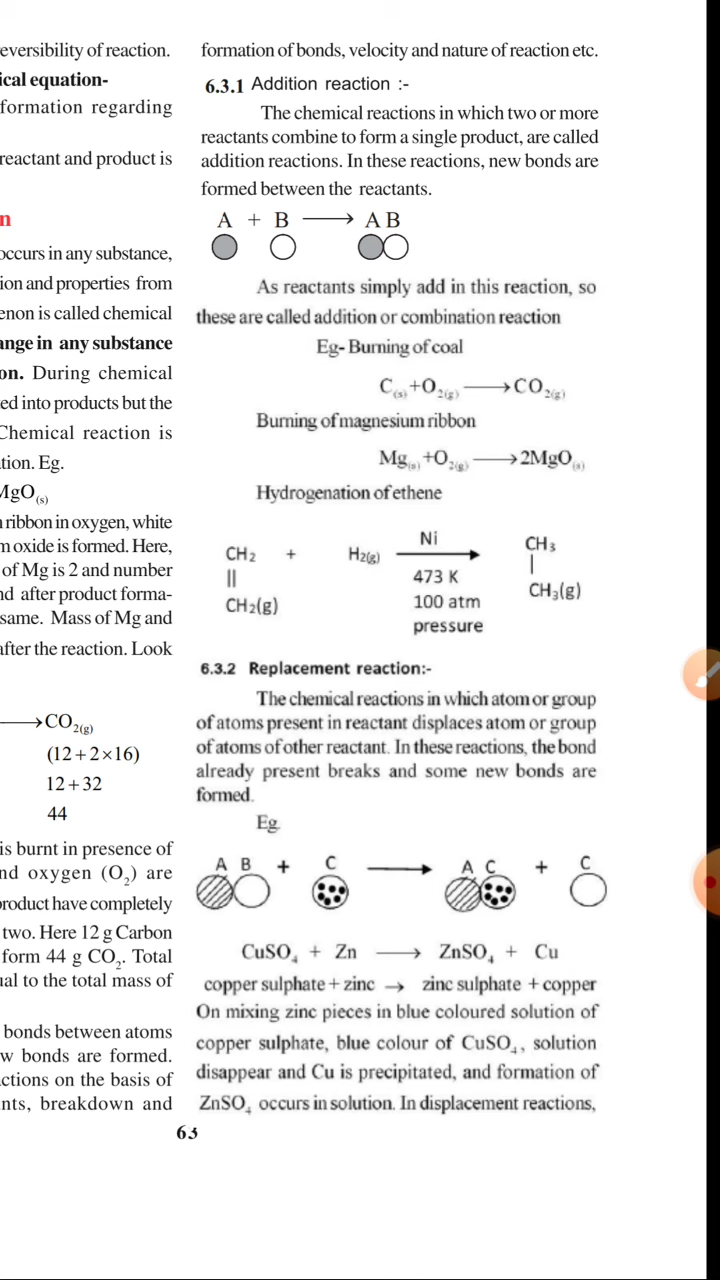 eversibility of reaction.
ical equation-
formation regarding
reactant and product is
n
occurs in any substance,
ion and properties from
enon is called chemical
ange in any substance
on. During chemical
ted into products but the
Chemical reaction is
ation. Eg.
MgO(s)
n ribbon in oxygen, white
m oxide is formed. Here,
of Mg is 2 and number
nd after product forma-
same. Mass of Mg and
after the reaction. Look
⟶CO2(g)
(12+2×16)
12+32
44
is burnt in presence of
nd oxygen (O2) are
product have completely
two. Here 12 g Carbon
form 44 g CO2. Total
ual to the total mass of
bonds between atoms
w bonds are formed.
actions on the basis of
nts, breakdown and
formation of bonds, velocity and nature of reaction etc.
6.3.1 Addition reaction :-
The chemical reactions in which two or more
reactants combine to form a single product, are called
addition reactions. In these reactions, new bonds are
formed between the reactants.
A + B ⟶ A B
As reactants simply add in this reaction, so
these are called addition or combination reaction
Eg- Burning of coal
C(s)+O2(g)⟶CO2(g)
Burning of magnesium ribbon
Mg(s)+O2(g)⟶2MgO(s)
Hydrogenation of ethene
Ni
CH2 + H2(g) ⟶ CH3
|| 473 K |
CH2(g) 100 atm CH3(g)
pressure
6.3.2 Replacement reaction:-
The chemical reactions in which atom or group
of atoms present in reactant displaces atom or group
of atoms of other reactant. In these reactions, the bond
already present breaks and some new bonds are
formed.
Eg.
A B + C ⟶ A C + C
CuSO4 + Zn ⟶ ZnSO4 + Cu
copper sulphate + zinc → zinc sulphate + copper
On mixing zinc pieces in blue coloured solution of
copper sulphate, blue colour of CuSO4, solution
disappear and Cu is precipitated, and formation of
ZnSO4 occurs in solution. In displacement reactions,
63